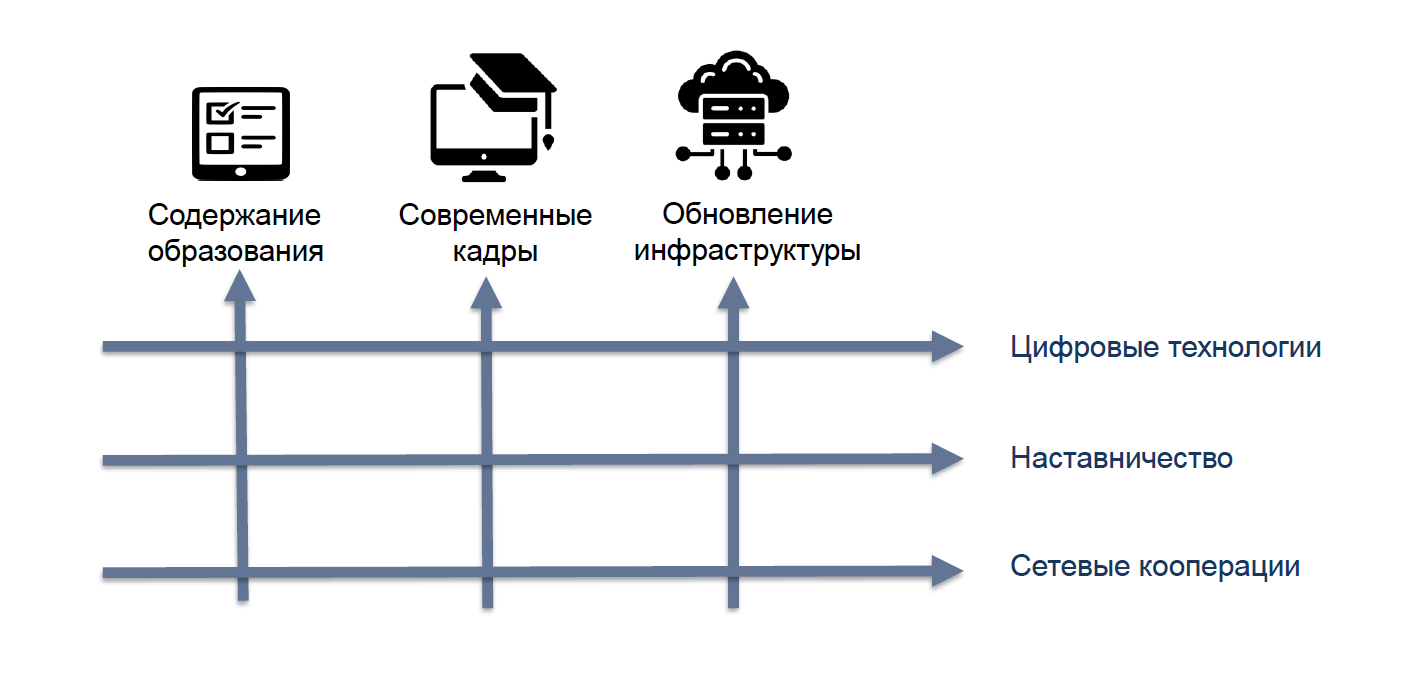 Содержание
образования
Современные
кадры
Обновление
инфраструктуры
Цифровые технологии
Наставничество
Сетевые кооперации